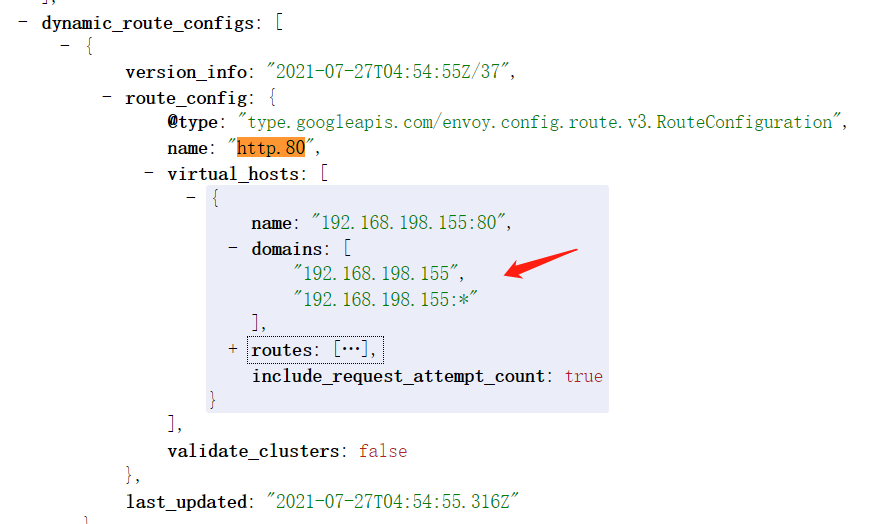 - dynamic_route_configs: [
- {
version_info: "2021-07-27T04:54:55Z/37",
- route_config: {
@type: "type.googleapis.com/envoy.config.route.v3.RouteConfiguration",
name: "http.80",
- virtual_hosts: [
- {
name: "192.168.198.155:80",
- domains: [
"192.168.198.155",
"192.168.198.155:*"
],
+ routes: […],
include_request_attempt_count: true
}
],
validate_clusters: false
},
last_updated: "2021-07-27T04:54:55.316Z"